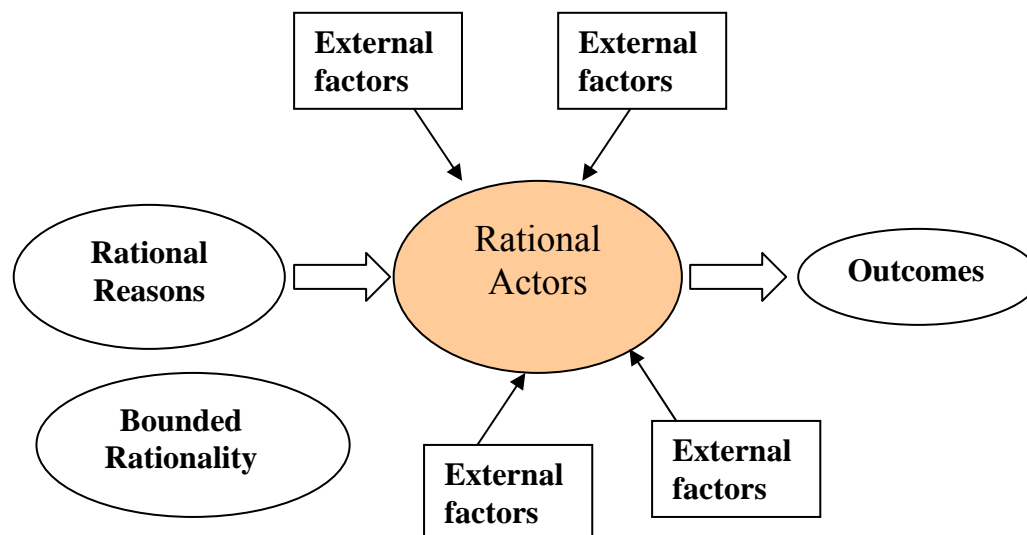 External
factors
External
factors
Rational
Reasons
Rational
Actors
Outcomes
Bounded
Rationality
External
factors
External
factors